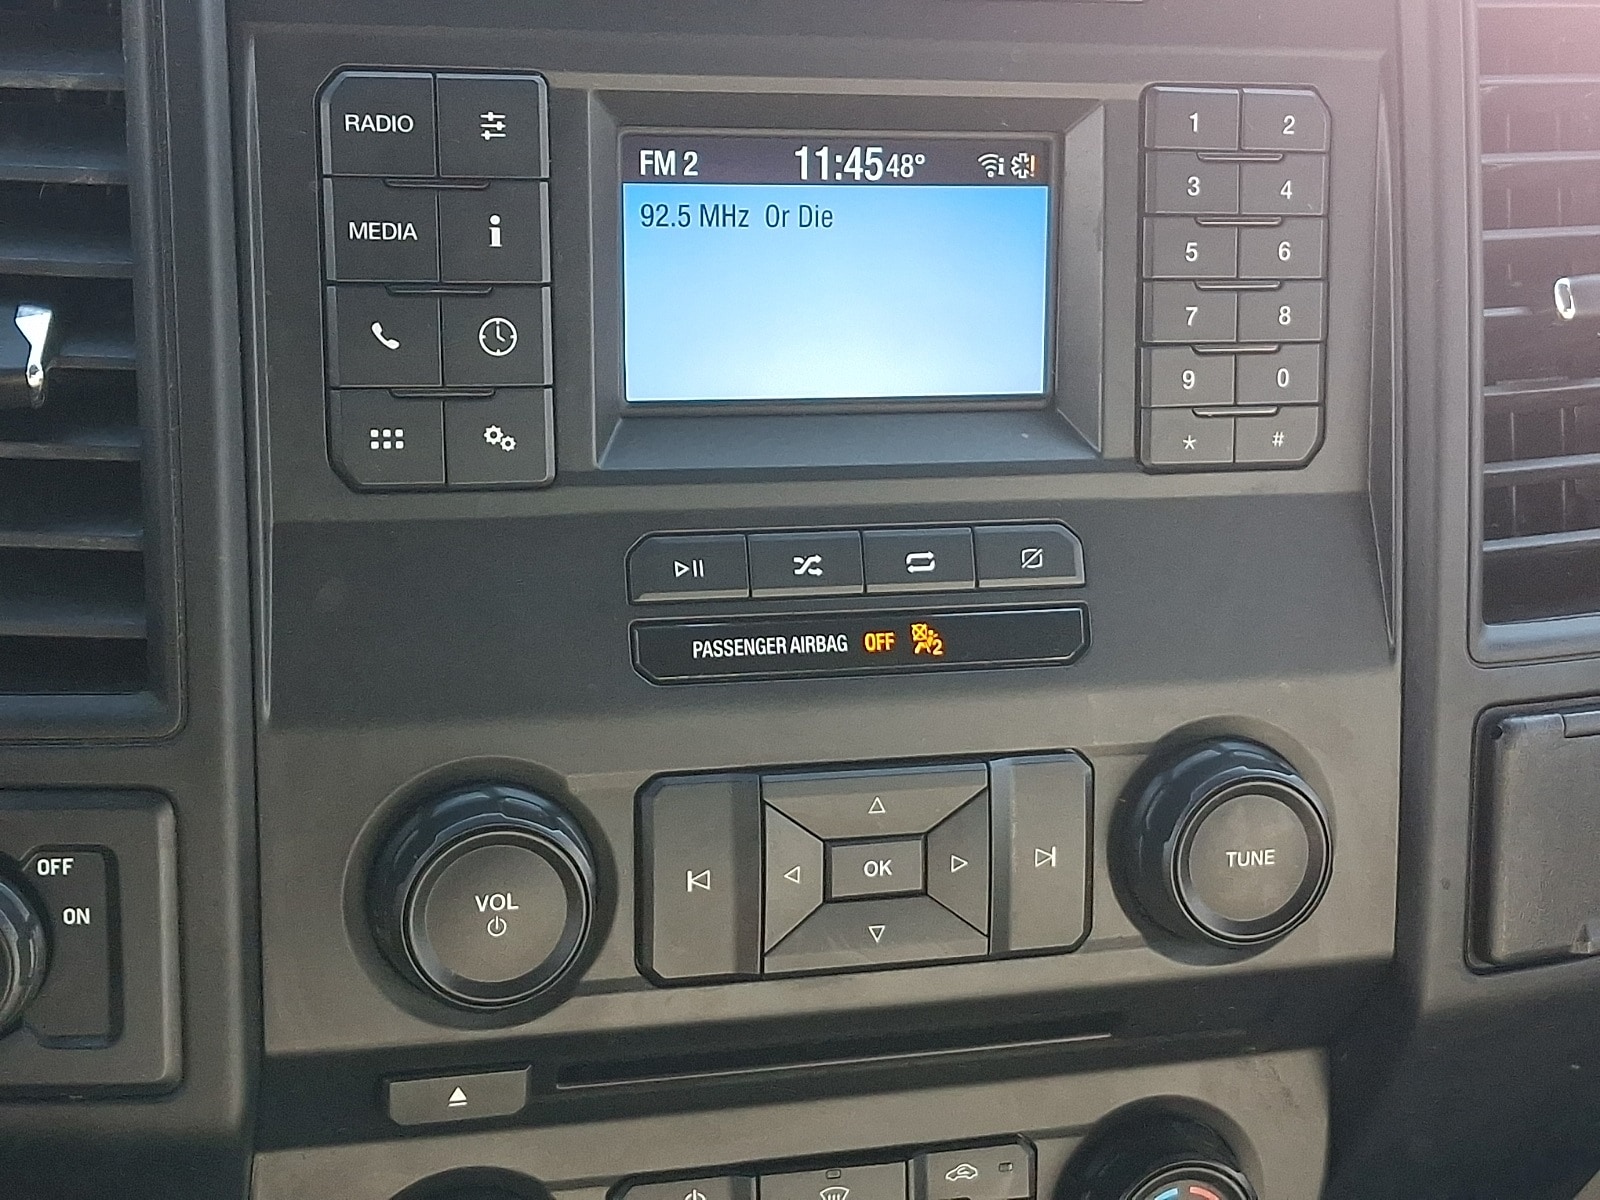 RADIO
MEDIA
i
FM 2 11:45 48° i !
92.5 MHz Or Die
1 2
3 4
5 6
7 8
9 0
* #
PASSENGER AIRBAG OFF 2
OFF
ON
VOL
OK
TUNE